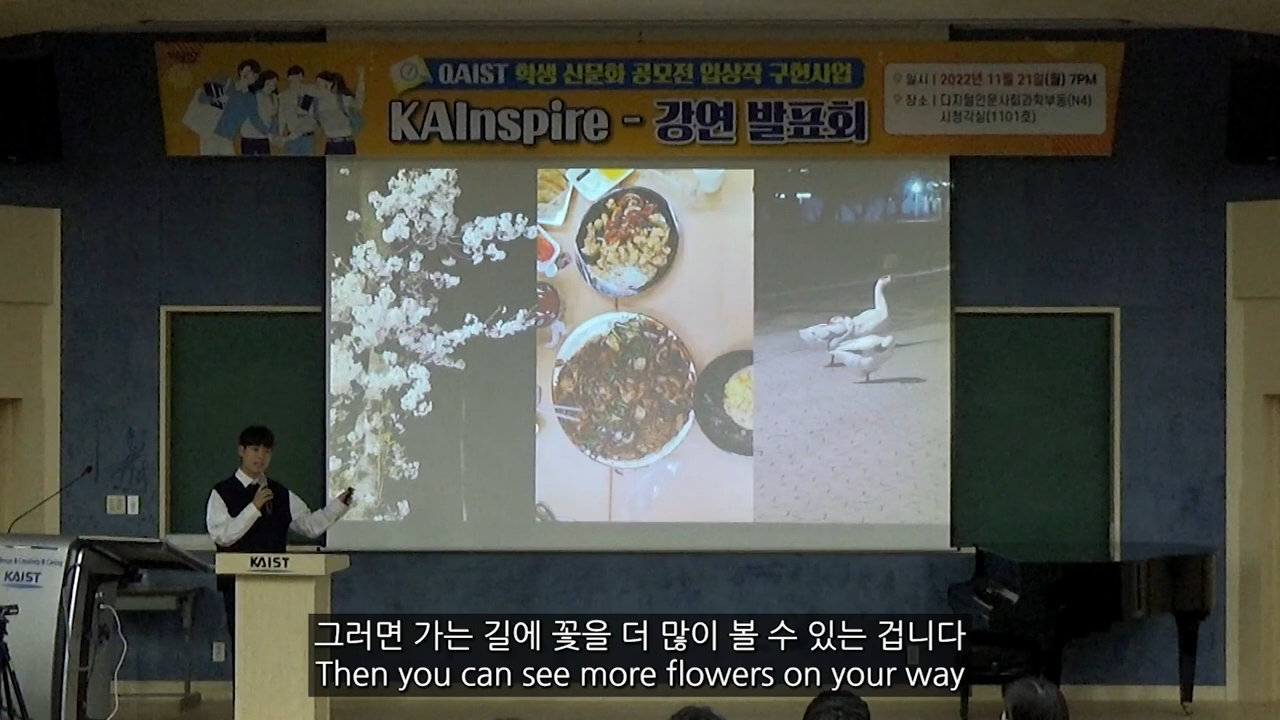 QAIST 학생 신문화 공모전 입상작 구현사업
KAInspire - 강연 발표회
일시 | 2022년 11월 21일(월) 7PM
장소 | 디지털인문사회과학부동(N4)
시청각실(1101호)
KAIST
KAIST
그러면 가는 길에 꽃을 더 많이 볼 수 있는 겁니다
Then you can see more flowers on your way